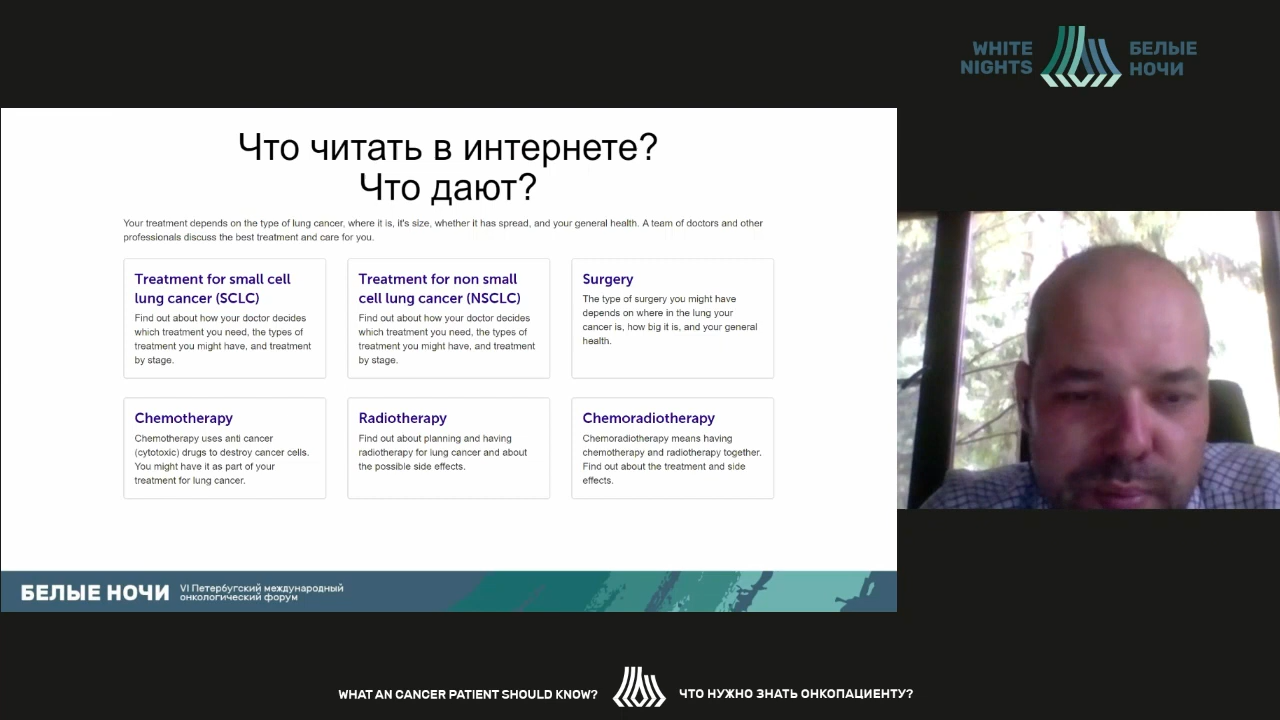 WHITE
NIGHTS
БЕЛЫЕ
НОЧИ
Что читать в интернете?
Что дают?
Your treatment depends on the type of lung cancer, where it is, it's size, whether it has spread, and your general health. A team of doctors and other
professionals discuss the best treatment and care for you.
Treatment for small cell
lung cancer (SCLC)
Find out about how your doctor decides
which treatment you need, the types of
treatment you might have, and treatment
by stage.
Treatment for non small
cell lung cancer (NSCLC)
Find out about how your doctor decides
which treatment you need, the types of
treatment you might have, and treatment
by stage.
Surgery
The type of surgery you might have
depends on where in the lung your
cancer is, how big it is, and your general
health.
Chemotherapy
Chemotherapy uses anti cancer
(cytotoxic) drugs to destroy cancer cells.
You might have it as part of your
treatment for lung cancer.
Radiotherapy
Find out about planning and having
radiotherapy for lung cancer and about
the possible side effects.
Chemoradiotherapy
Chemoradiotherapy means having
chemotherapy and radiotherapy together.
Find out about the treatment and side
effects.
БЕЛЫЕ НОЧИ
VI Петербугский международный
онкологический форум
WHAT AN CANCER PATIENT SHOULD KNOW?
ЧТО НУЖНО ЗНАТЬ ОНКОПАЦИЕНТУ?